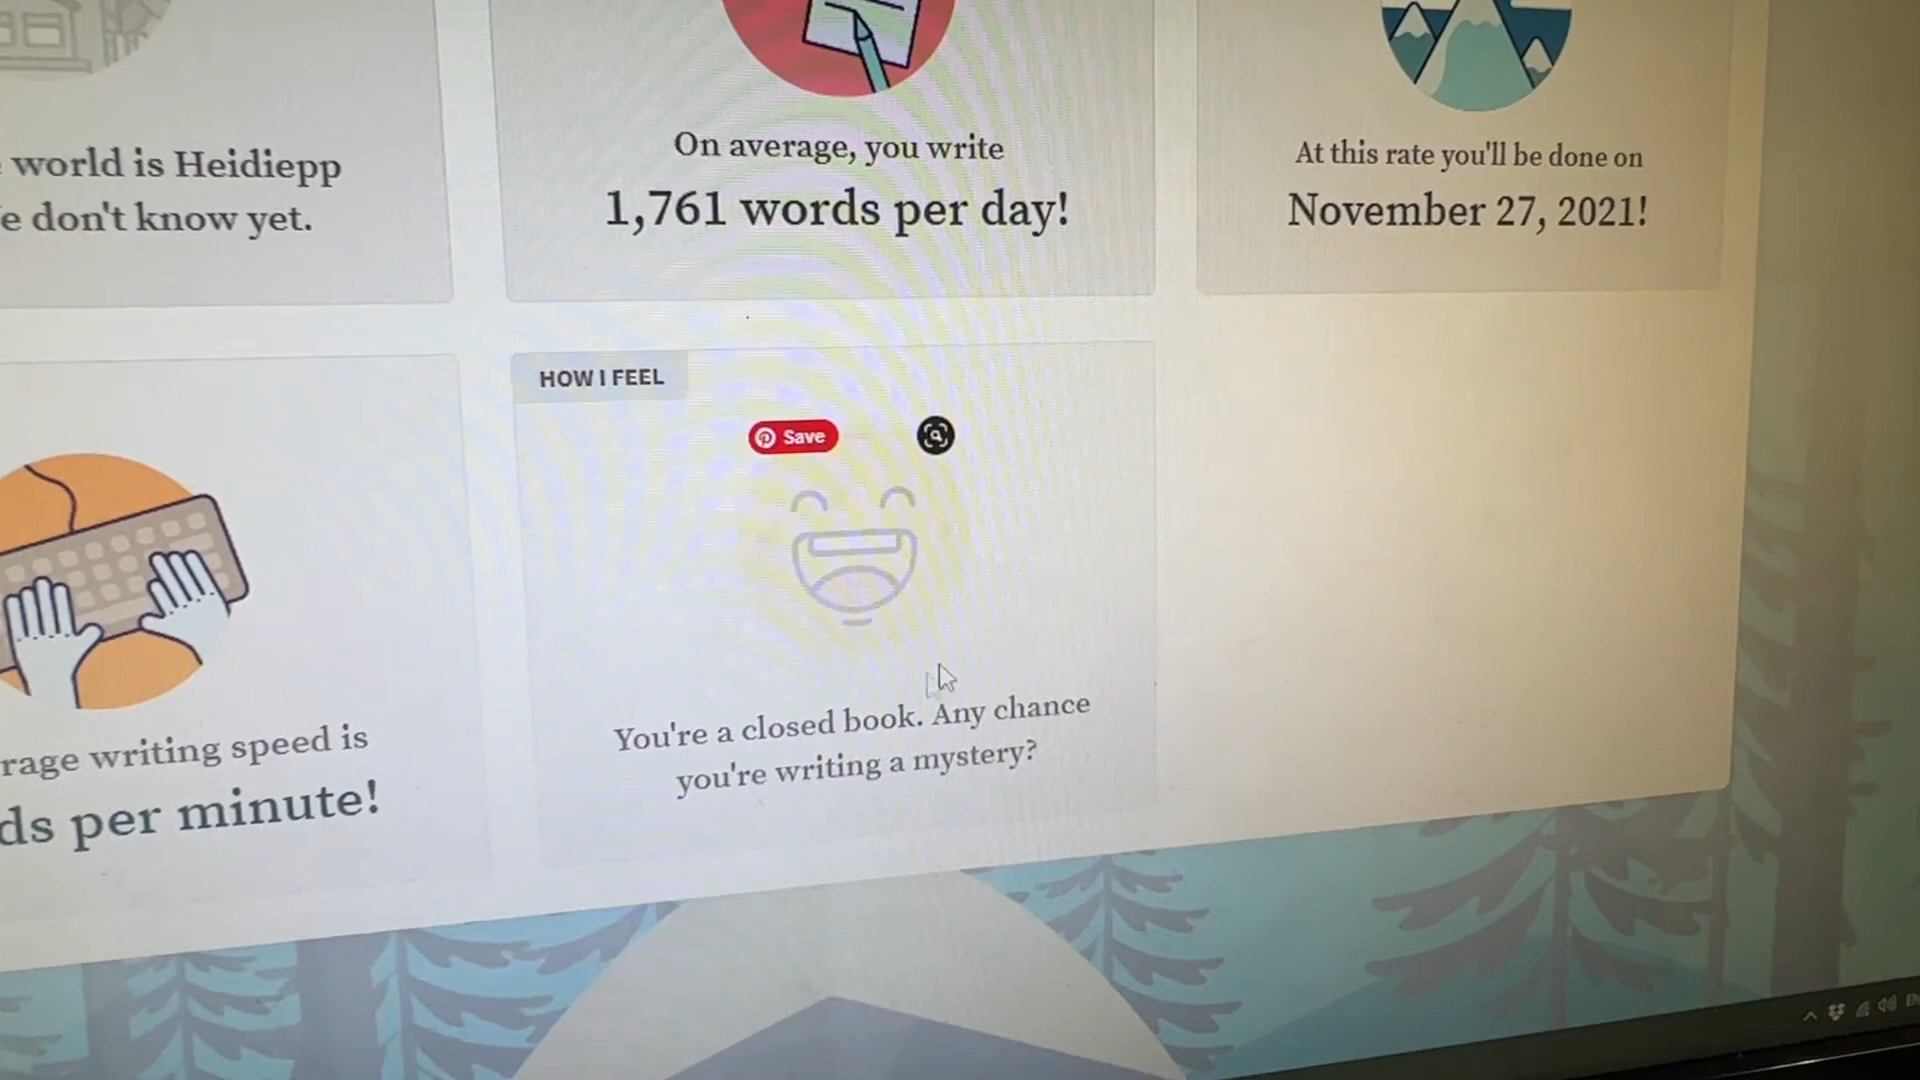 world is Heidiepp
e don't know yet.
On average, you write
1,761 words per day!
At this rate you'll be done on
November 27, 2021!
HOW I FEEL
Save
rage writing speed is
ds per minute!
You're a closed book. Any chance
you're writing a mystery?